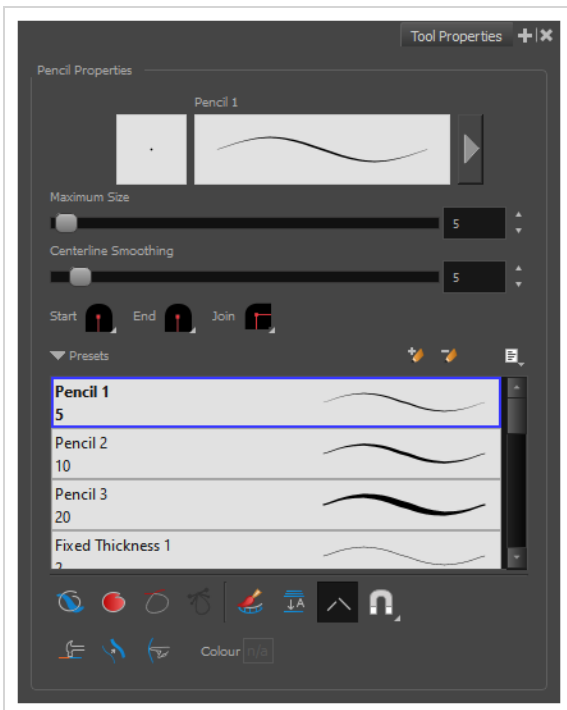 Tool Properties
Pencil Properties
Pencil 1
Maximum Size
5
Centerline Smoothing
5
Start End Join
Presets
Pencil 1
5
Pencil 2
10
Pencil 3
20
Fixed Thickness 1
2
Colour n/a